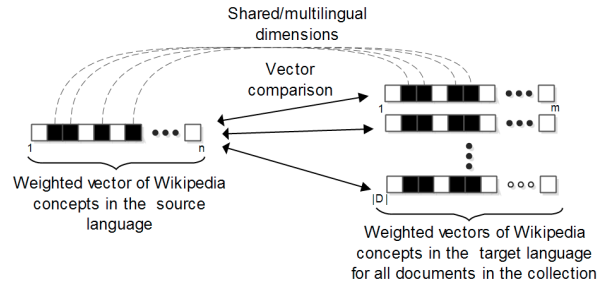 Shared/multilingual
dimensions
Vector
comparison
1
m
1
n
|D|
Weighted vector of Wikipedia
concepts in the source
language
Weighted vectors of Wikipedia
concepts in the target language
for all documents in the collection